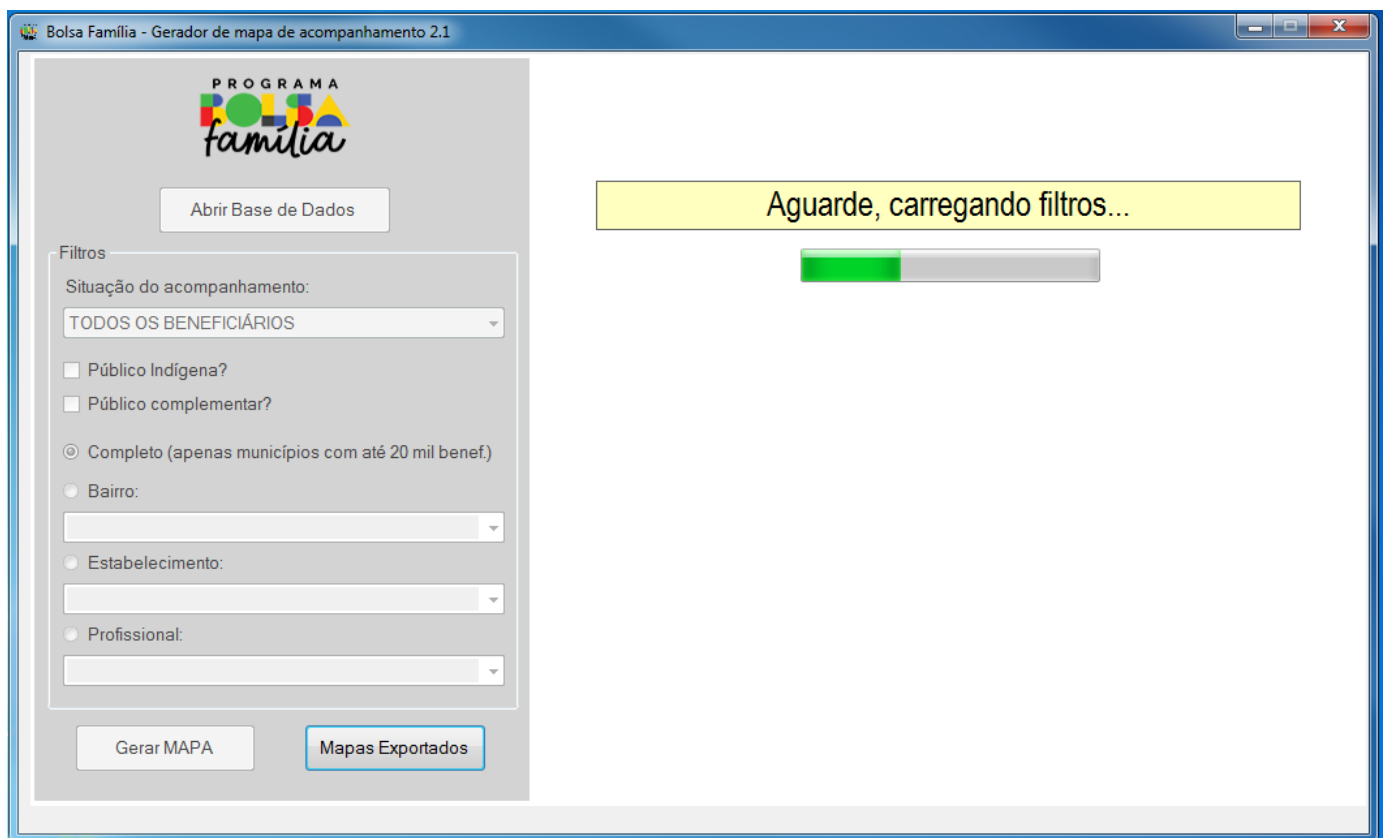 Bolsa Família - Gerador de mapa de acompanhamento 2.1
PROGRAMA
BOLSA
família
Abrir Base de Dados
Filtros
Situação do acompanhamento:
TODOS OS BENEFICIÁRIOS
Público Indígena?
Público complementar?
Completo (apenas municípios com até 20 mil benef.)
Bairro:
Estabelecimento:
Profissional:
Gerar MAPA
Mapas Exportados
Aguarde, carregando filtros...